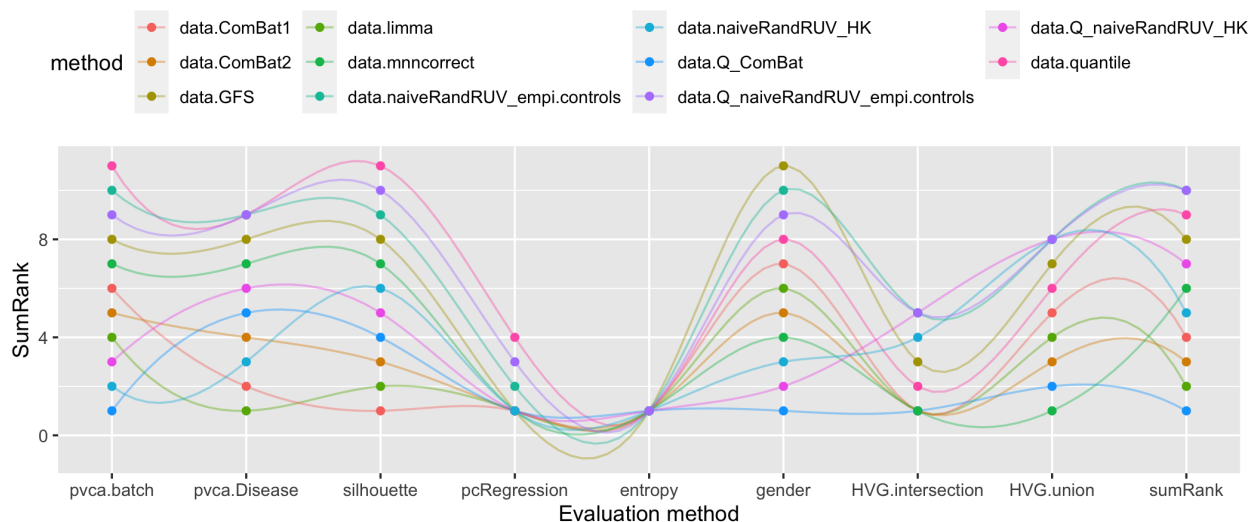 method
data.ComBat1
data.ComBat2
data.GFS
data.limma
data.mnncorrect
data.naiveRandRUV_empi.controls
data.naiveRandRUV_HK
data.Q_ComBat
data.Q_naiveRandRUV_empi.controls
data.Q_naiveRandRUV_HK
data.quantile
SumRank
8
4
0
pvca.batch pvca.Disease silhouette pcRegression entropy gender HVG.intersection HVG.union sumRank
Evaluation method